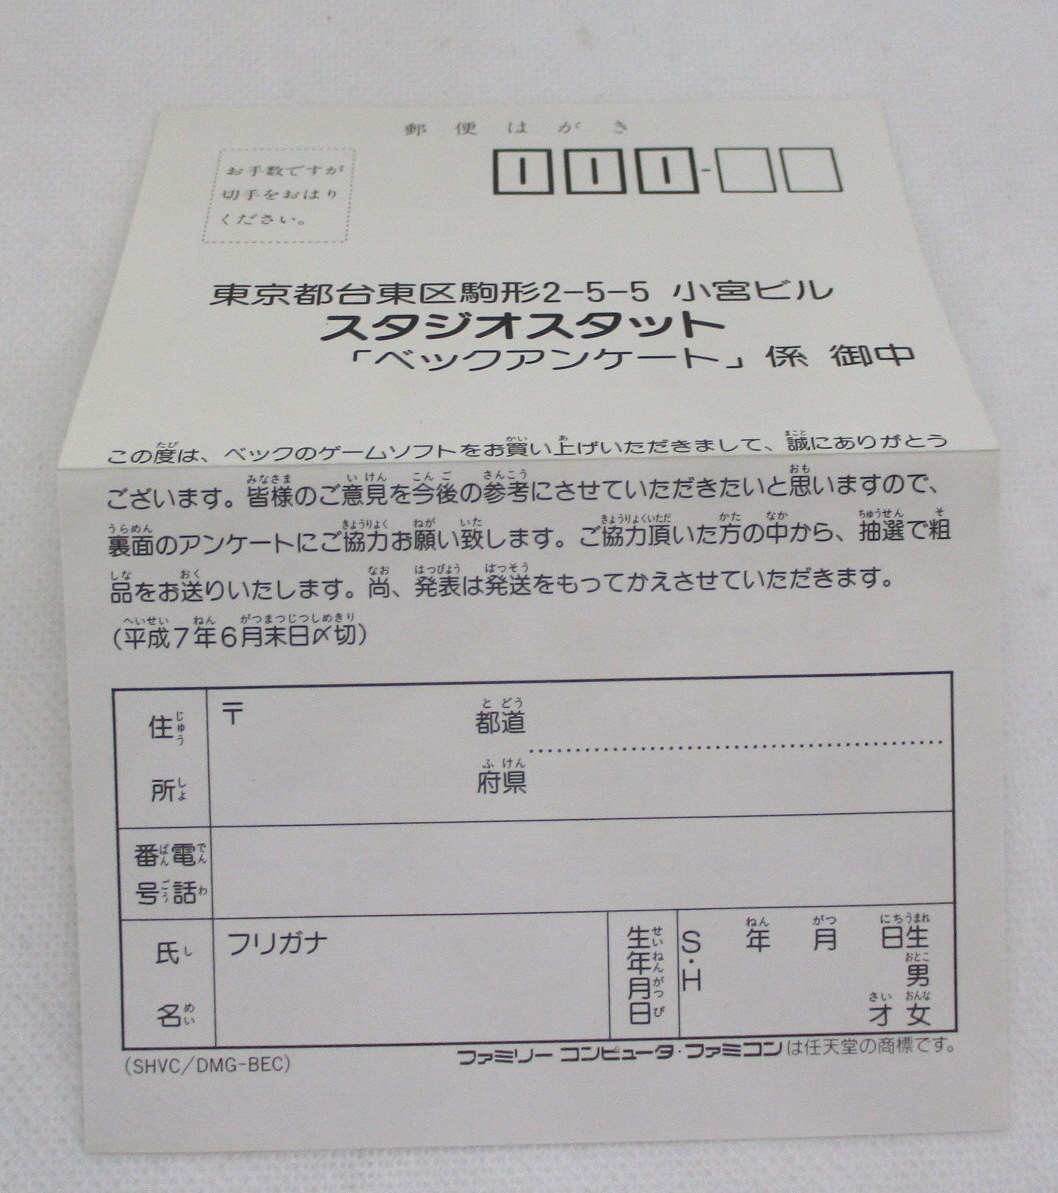 郵便はがき
お手数ですが
切手をおはり
ください。
111-
東京都台東区駒形2-5-5 小宮ビル
スタジオスタット
「ベックアンケート」係 御中
この度は、ベックのゲームソフトをお買い上げいただきまして、誠にありがとう
ございます。皆様のご意見を今後の参考にさせていただきたいと思いますので、
裏面のアンケートにご協力お願い致します。ご協力頂いた方の中から、抽選で粗
品をお送りいたします。尚、発表は発送をもってかえさせていただきます。
(平成7年6月末日〆切)
住所
〒
都道
府県
電話番号
氏名
フリガナ
生年月日
S・H
年 月 日生
男
才 女
(SHVC/DMG-BEC)
ファミリーコンピュータ・ファミコンは任天堂の商標です。